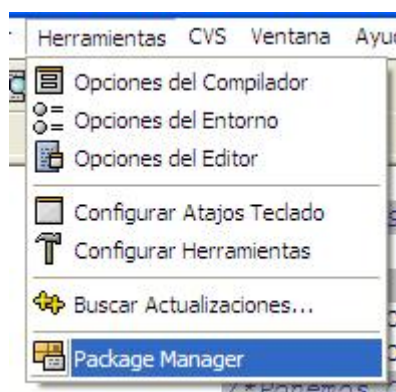 Herramientas CVS Ventana
Opciones del Compilador
Opciones del Entorno
Opciones del Editor
Configurar Atajos Teclado
Configurar Herramientas
Buscar Actualizaciones...
Package Manager